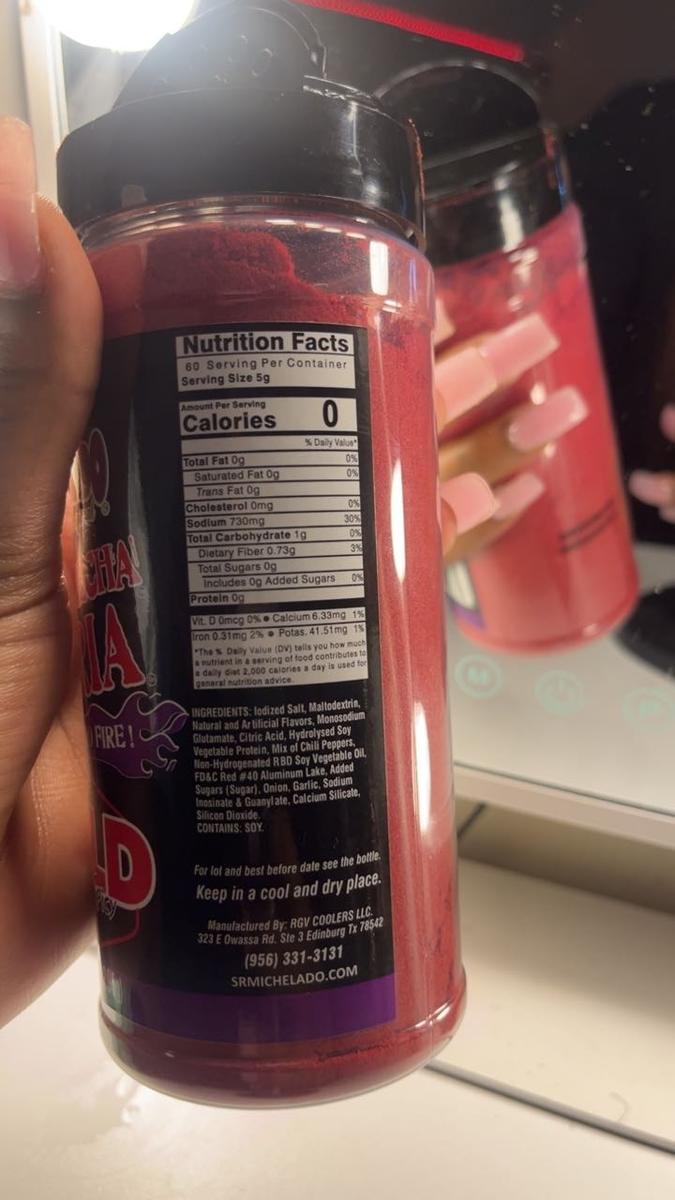 Nutrition Facts
60 Serving Per Container
Serving Size 5g
Amount Per Serving
Calories 0
% Daily Value*
Total Fat 0g 0%
Saturated Fat 0g 0%
Trans Fat 0g
Cholesterol 0mg 0%
Sodium 730mg 30%
Total Carbohydrate 1g 0%
Dietary Fiber 0.73g 3%
Total Sugars 0g
Includes 0g Added Sugars 0%
Protein 0g
Vit. D 0mcg 0% • Calcium 6.33mg 1%
Iron 0.31mg 2% • Potas. 41.51mg 1%
*The % Daily Value (DV) tells you how much
a nutrient in a serving of food contributes to
a daily diet 2,000 calories a day is used for
general nutrition advice.
INGREDIENTS: Iodized Salt, Maltodextrin,
Natural and Artificial Flavors, Monosodium
Glutamate, Citric Acid, Hydrolysed Soy
Vegetable Protein, Mix of Chili Peppers,
Non-Hydrogenated RBD Soy Vegetable Oil,
FD&C Red #40 Aluminum Lake, Added
Sugars (Sugar), Onion, Garlic, Sodium
Inosinate & Guanylate, Calcium Silicate,
Silicon Dioxide.
CONTAINS: SOY.
For lot and best before date see the bottle.
Keep in a cool and dry place.
Manufactured By: RGV COOLERS LLC.
323 E Owassa Rd. Ste 3 Edinburg Tx 78542
(956) 331-3131
SRMICHELADO.COM
CHA
NA
FIRE!
LD
M